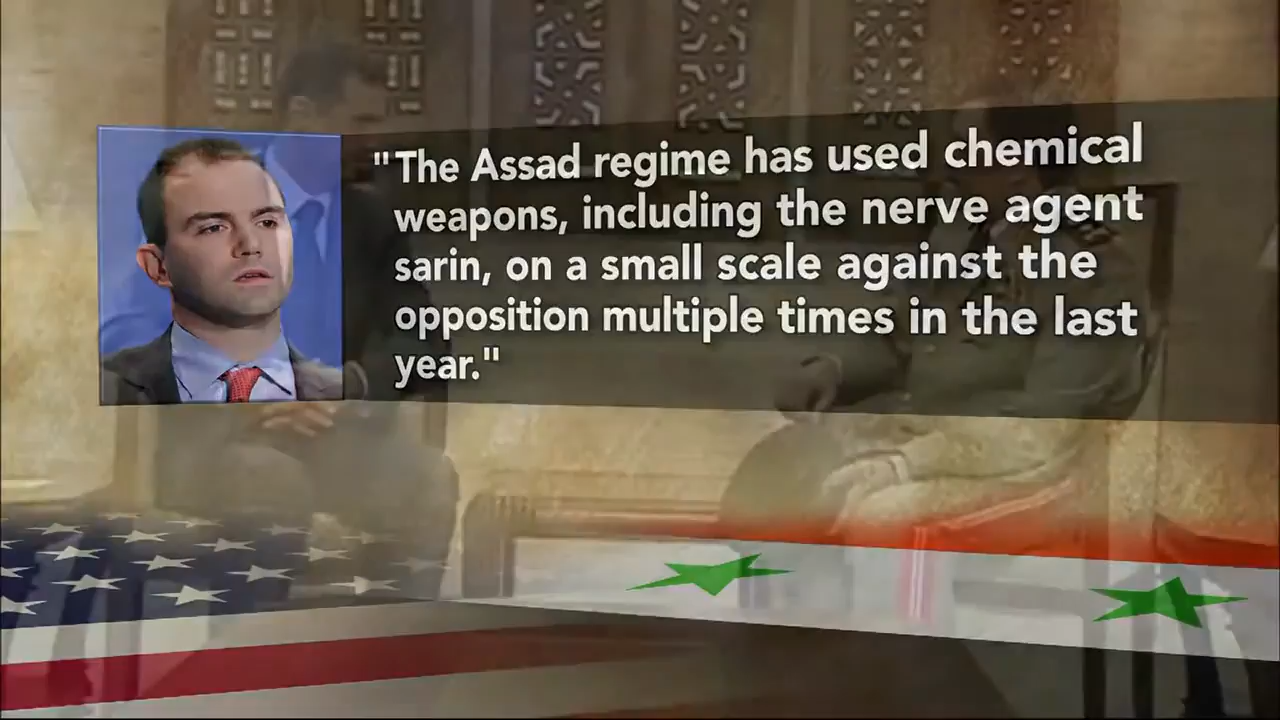 "The Assad regime has used chemical
weapons, including the nerve agent
sarin, on a small scale against the
opposition multiple times in the last
year."